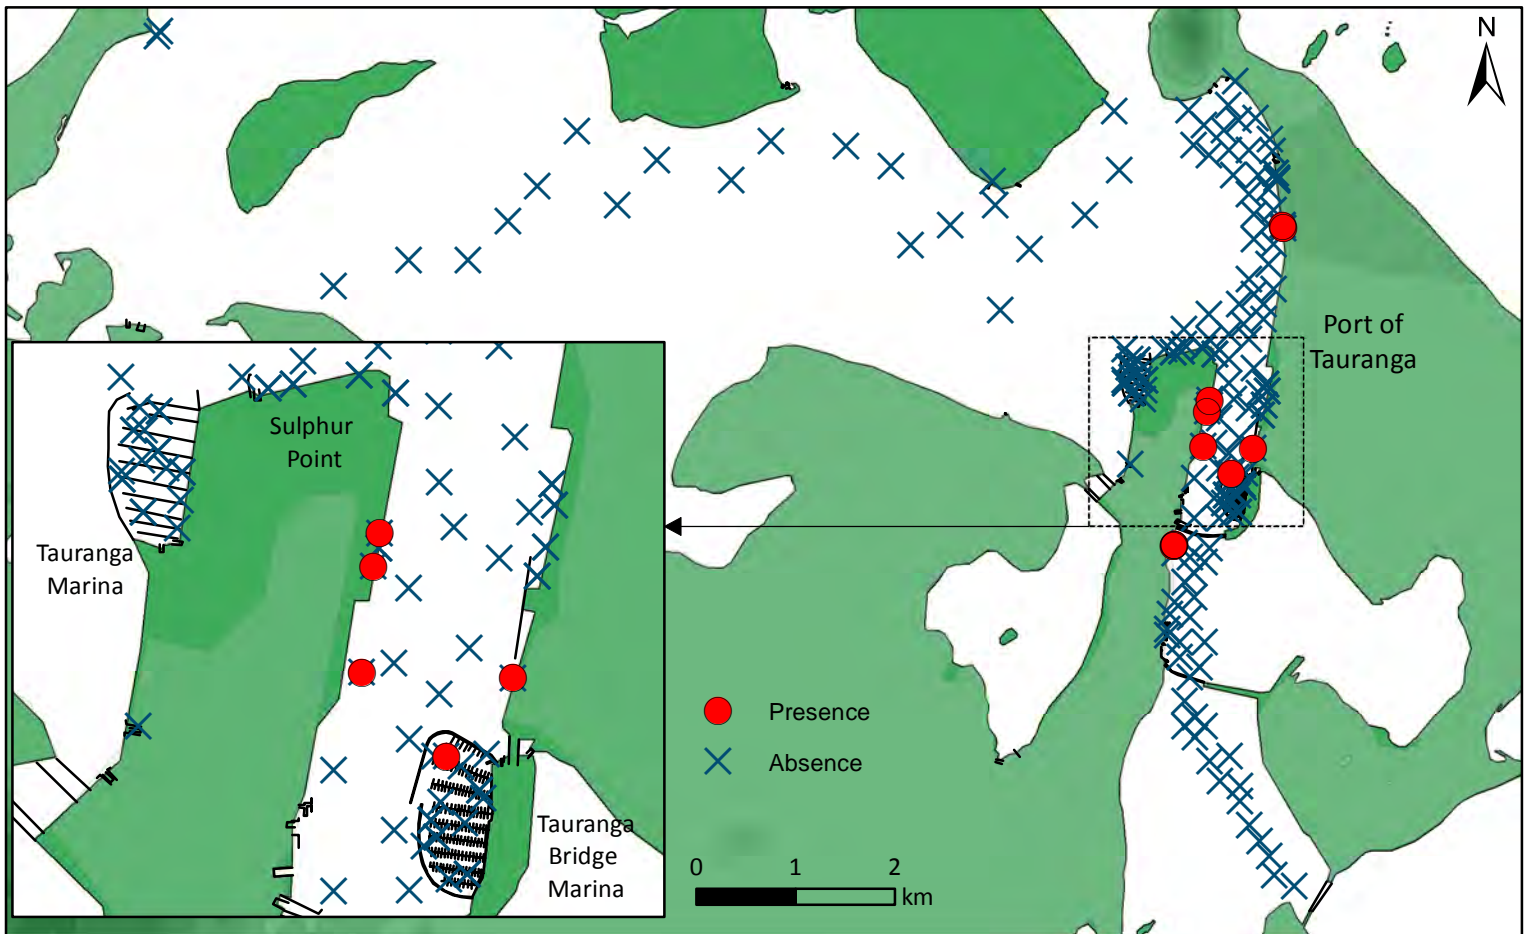 N
Port of
Tauranga
Sulphur
Point
Tauranga
Marina
Presence
Absence
Tauranga
Bridge
Marina
0 1 2
km